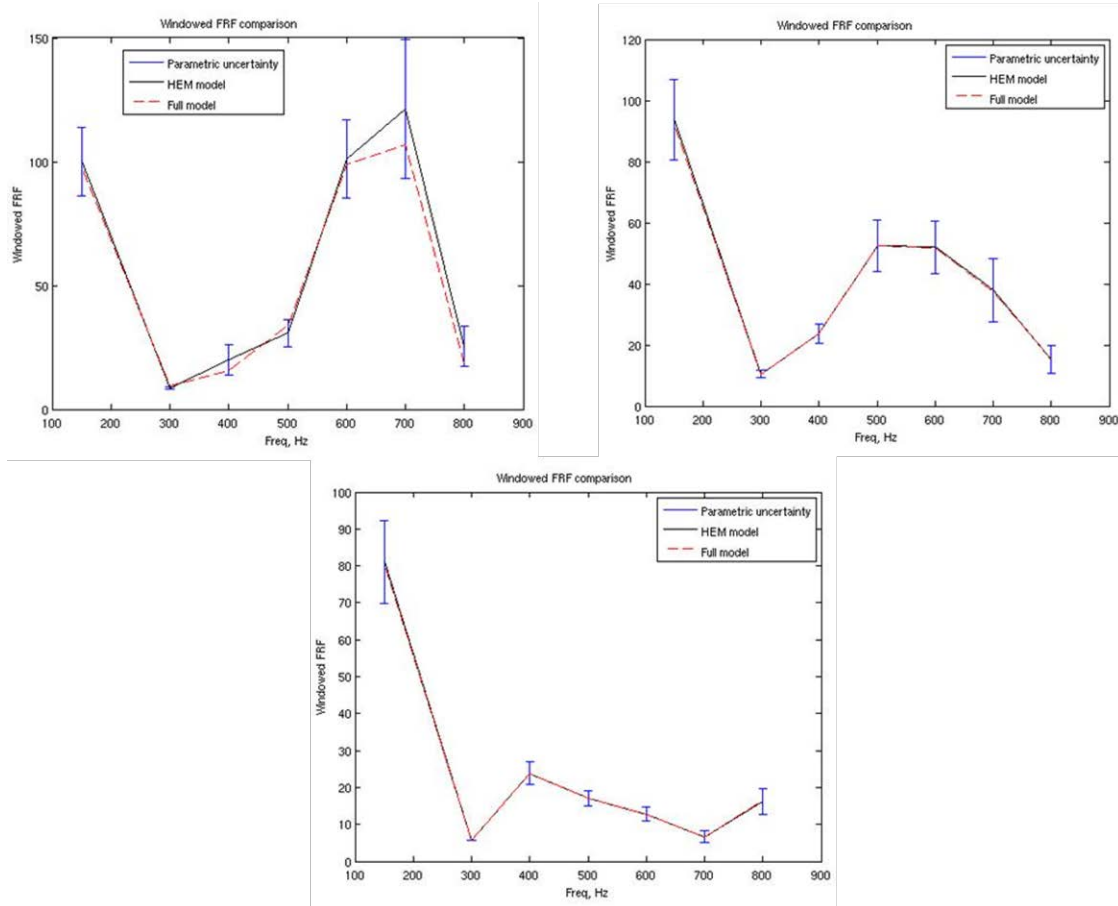 Windowed FRF comparison
150
100
50
0
Windowed FRF
Parametric uncertainty
HEM model
Full model
100 200 300 400 500 600 700 800 900
Freq, Hz
Windowed FRF comparison
120
100
80
60
40
20
0
Windowed FRF
Parametric uncertainty
HEM model
Full model
100 200 300 400 500 600 700 800 900
Freq, Hz
Windowed FRF comparison
100
90
80
70
60
50
40
30
20
10
0
Windowed FRF
Parametric uncertainty
HEM model
Full model
100 200 300 400 500 600 700 800 900
Freq, Hz